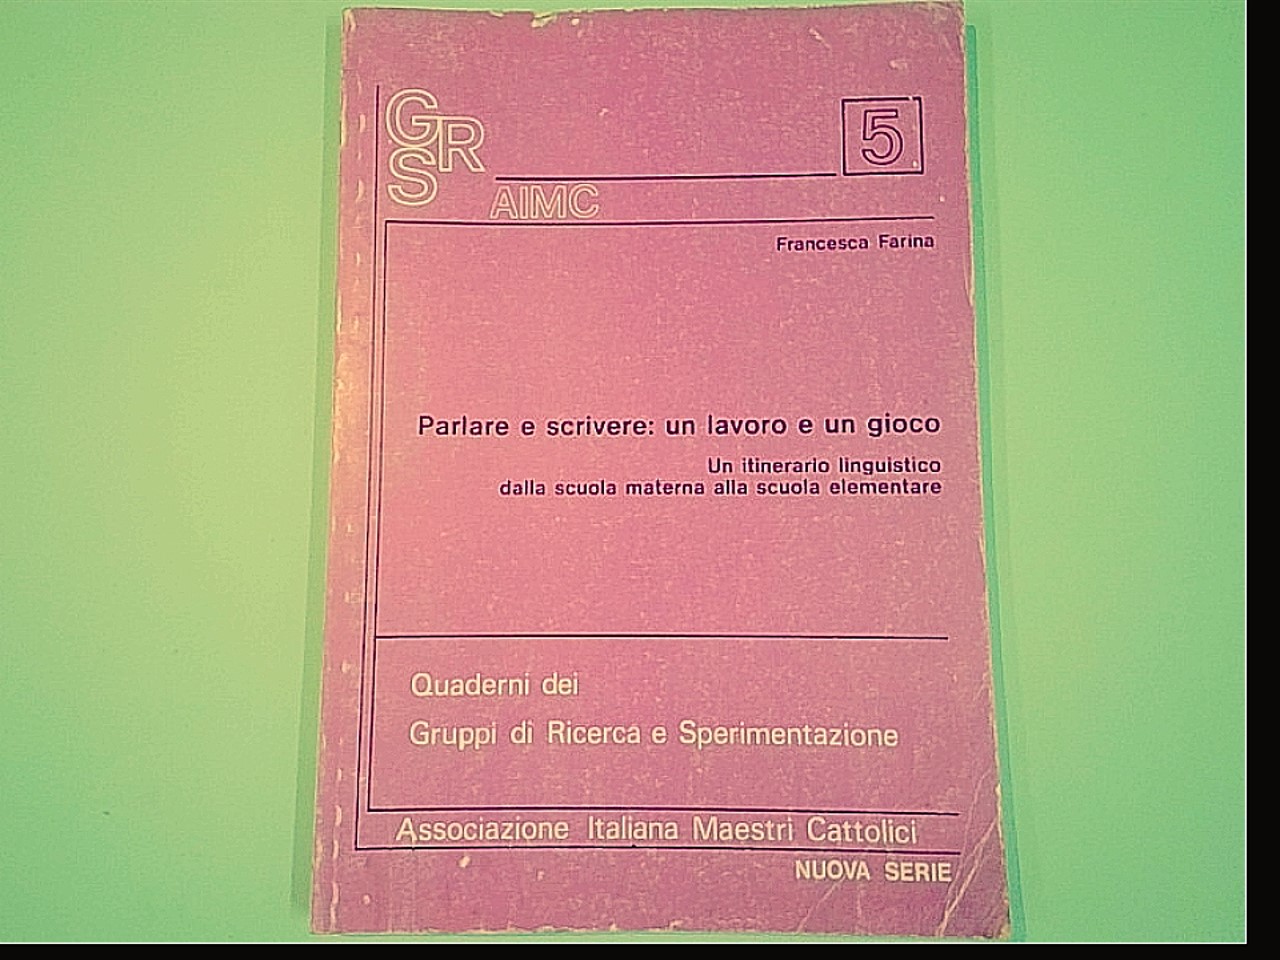 GRS
5
AIMC
Francesca Farina
Parlare e scrivere: un lavoro e un gioco
Un itinerario linguistico
dalla scuola materna alla scuola elementare
Quaderni dei
Gruppi di Ricerca e Sperimentazione
Associazione Italiana Maestri Cattolici
NUOVA SERIE